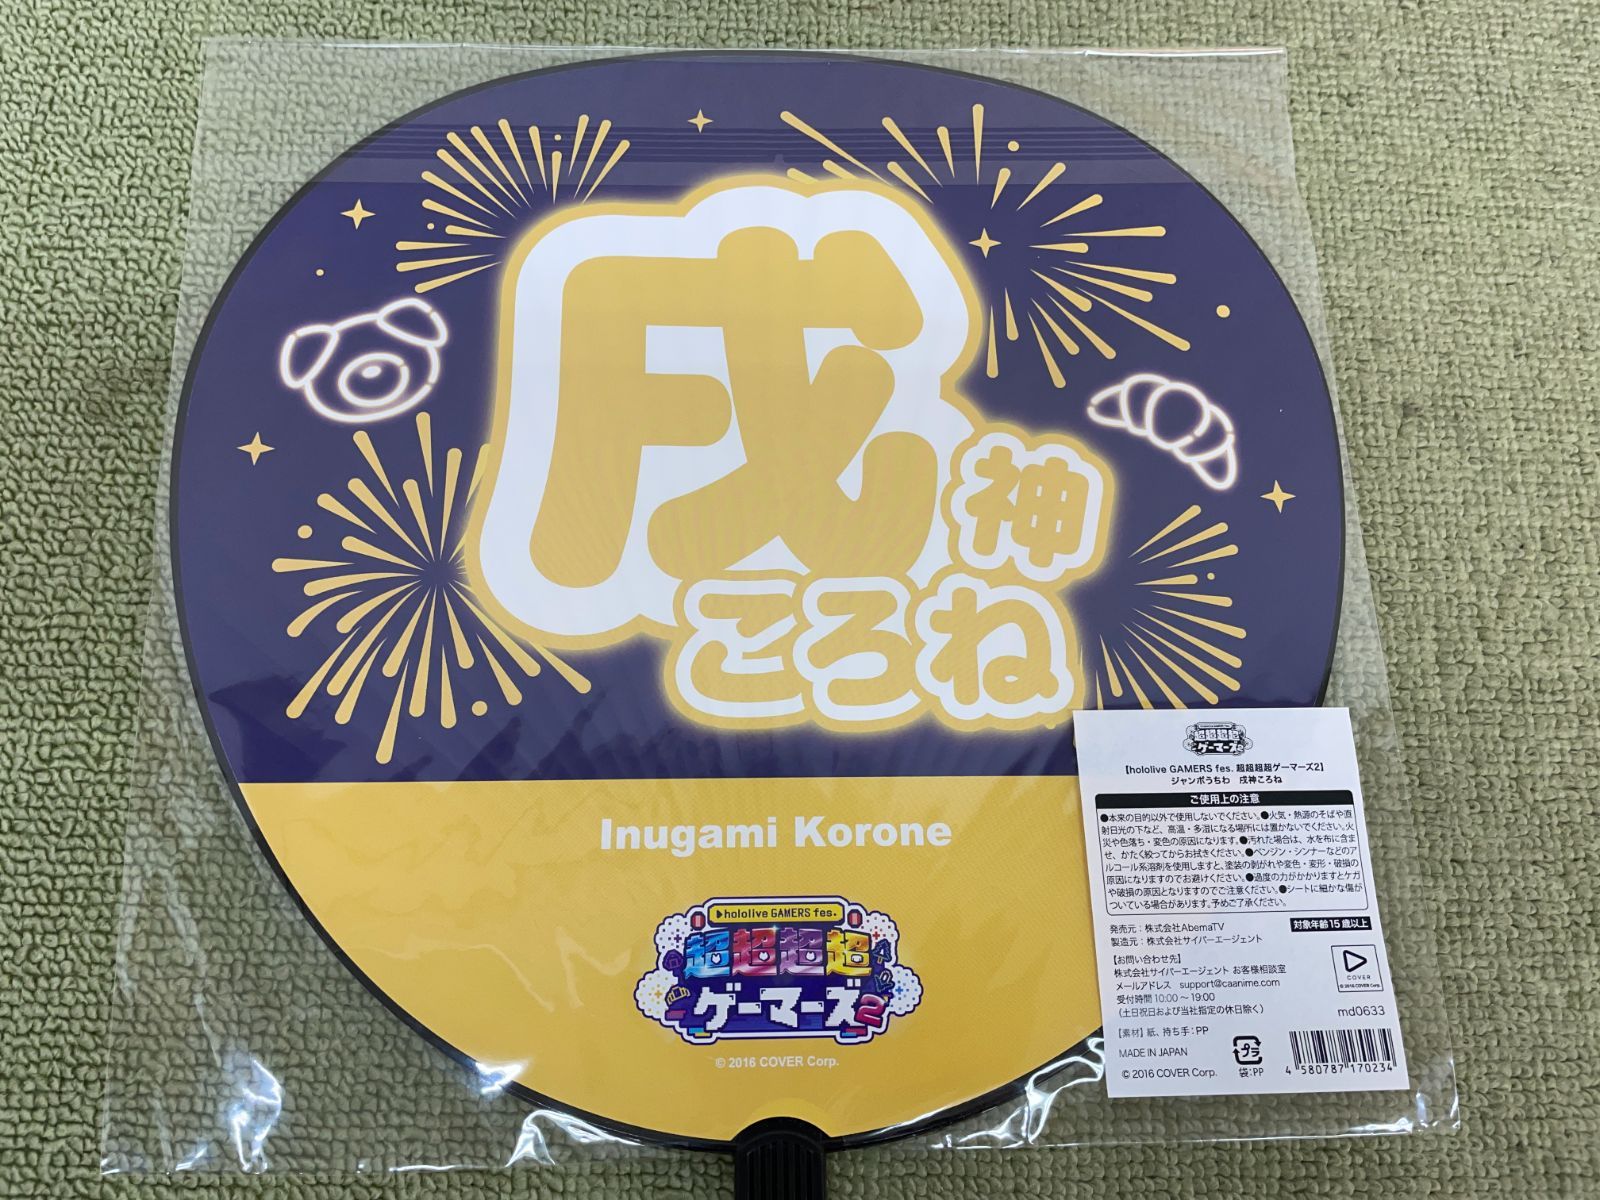 戌神
ころね
Inugami Korone
hololive GAMERS fes.
超超超超
ゲーマーズ2
© 2016 COVER Corp.
超超超超
ゲーマーズ2
【hololive GAMERS fes. 超超超超ゲーマーズ2】
ジャンボうちわ　戌神ころね
ご使用上の注意
●本来の目的以外で使用しないでください。●火気・熱源のそばや直
射日光の下など、高温・多湿になる場所には置かないでください。火
災や色落ち・変色の原因になります。●汚れた場合は、水を布に含ま
せ、かたく絞ってからお拭きください。●ベンジン・シンナーなどのア
ルコール系溶剤を使用しますと、塗装の剥がれや変色・変形・破損の
原因になりますのでお避けください。●過度の力がかかりますとケガ
や破損の原因となりますのでご注意ください。●シートに細かな傷が
ついている場合があります。予めご了承ください。
発売元：株式会社AbemaTV
製造元：株式会社サイバーエージェント
対象年齢15歳以上
【お問い合わせ先】
株式会社サイバーエージェント お客様相談室
メールアドレス support@caanime.com
受付時間 10:00～19:00
（土日祝日および当社指定の休日除く）
COVER
© 2016 COVER Corp.
md0633
【素材】紙、持ち手：PP
MADE IN JAPAN
© 2016 COVER Corp.
プラ
袋：PP
4 580787 170234